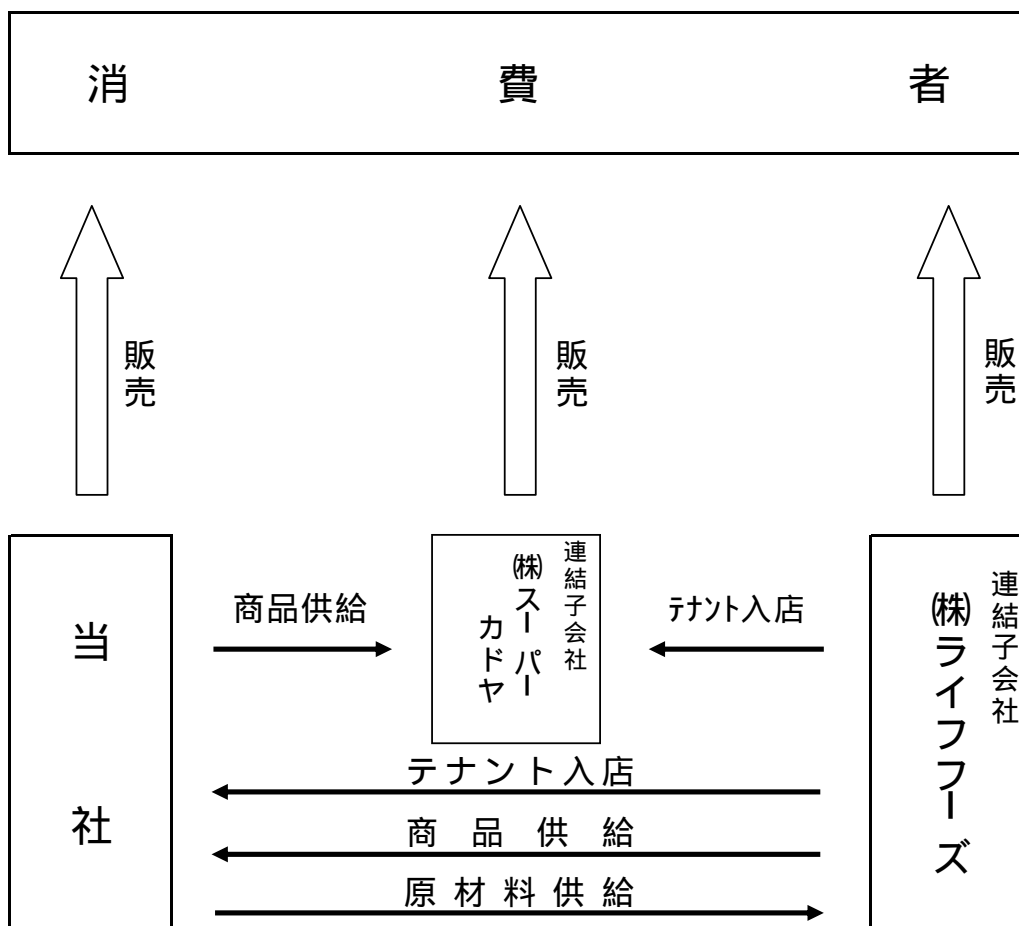 消費者
販売
販売
販売
当社
商品供給
連結子会社
㈱スーパー
カドヤ
テナント入店
連結子会社
㈱ライフフーズ
テナント入店
商品供給
原材料供給